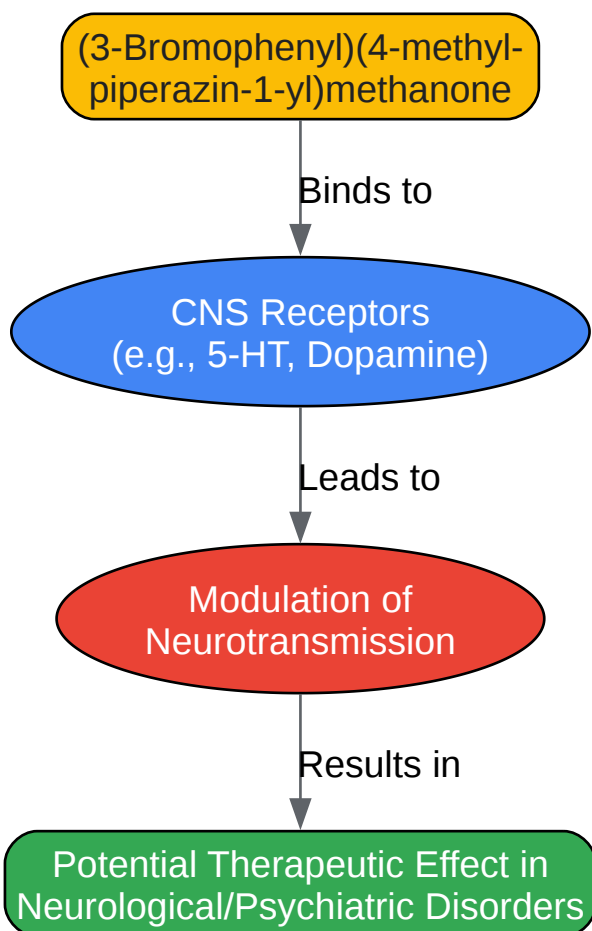 (3-Bromophenyl)(4-methyl-
piperazin-1-yl)methanone
Binds to
CNS Receptors
(e.g., 5-HT, Dopamine)
Leads to
Modulation of
Neurotransmission
Results in
Potential Therapeutic Effect in
Neurological/Psychiatric Disorders